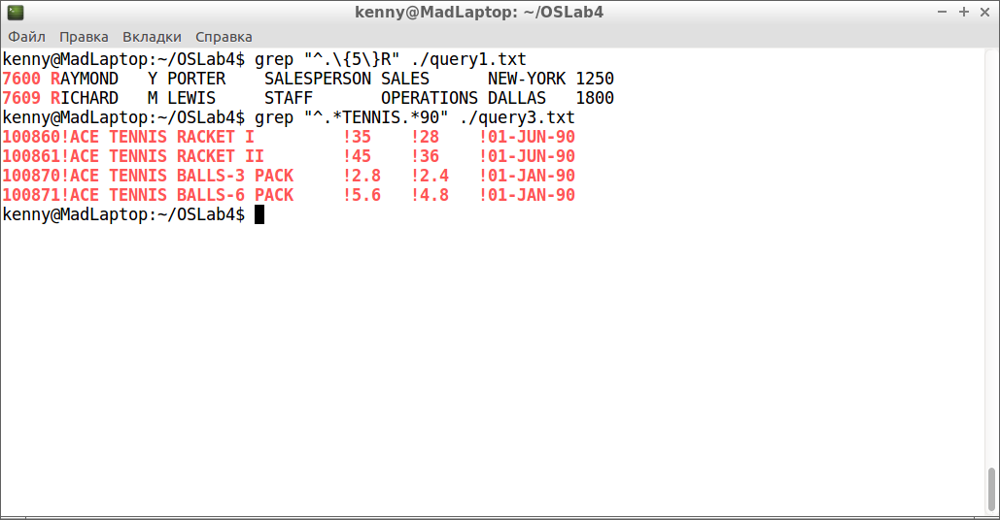 kenny@MadLaptop: ~/OSLab4
Файл Правка Вкладки Справка
kenny@MadLaptop:~/OSLab4$ grep "^.\{5\}R" ./query1.txt
7600 RAYMOND   Y PORTER    SALESPERSON SALES      NEW-YORK 1250
7609 RICHARD   M LEWIS     STAFF       OPERATIONS DALLAS   1800
kenny@MadLaptop:~/OSLab4$ grep "^.*TENNIS.*90" ./query3.txt
100860!ACE TENNIS RACKET I         !35    !28    !01-JUN-90
100861!ACE TENNIS RACKET II        !45    !36    !01-JUN-90
100870!ACE TENNIS BALLS-3 PACK     !2.8   !2.4   !01-JAN-90
100871!ACE TENNIS BALLS-6 PACK     !5.6   !4.8   !01-JAN-90
kenny@MadLaptop:~/OSLab4$